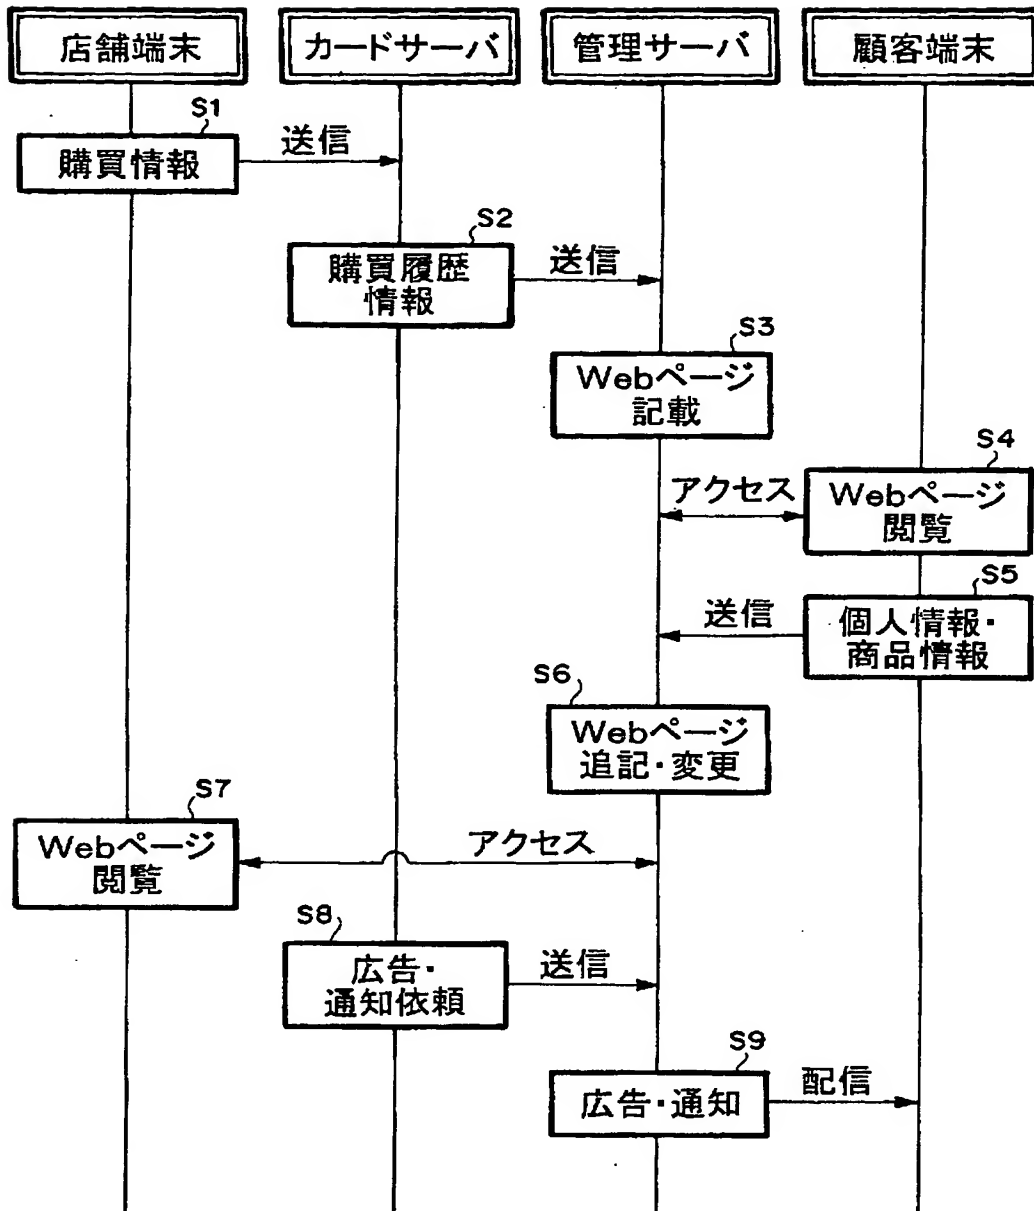 店舗端末
カードサーバ
管理サーバ
顧客端末
S1
購買情報
送信
S2
購買履歴
情報
送信
S3
Webページ
記載
S4
アクセス
Webページ
閲覧
S5
送信
個人情報・
商品情報
S6
Webページ
追記・変更
S7
Webページ
閲覧
アクセス
S8
広告・
通知依頼
送信
S9
広告・通知
配信